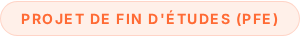 PROJET DE FIN D'ÉTUDES (PFE)